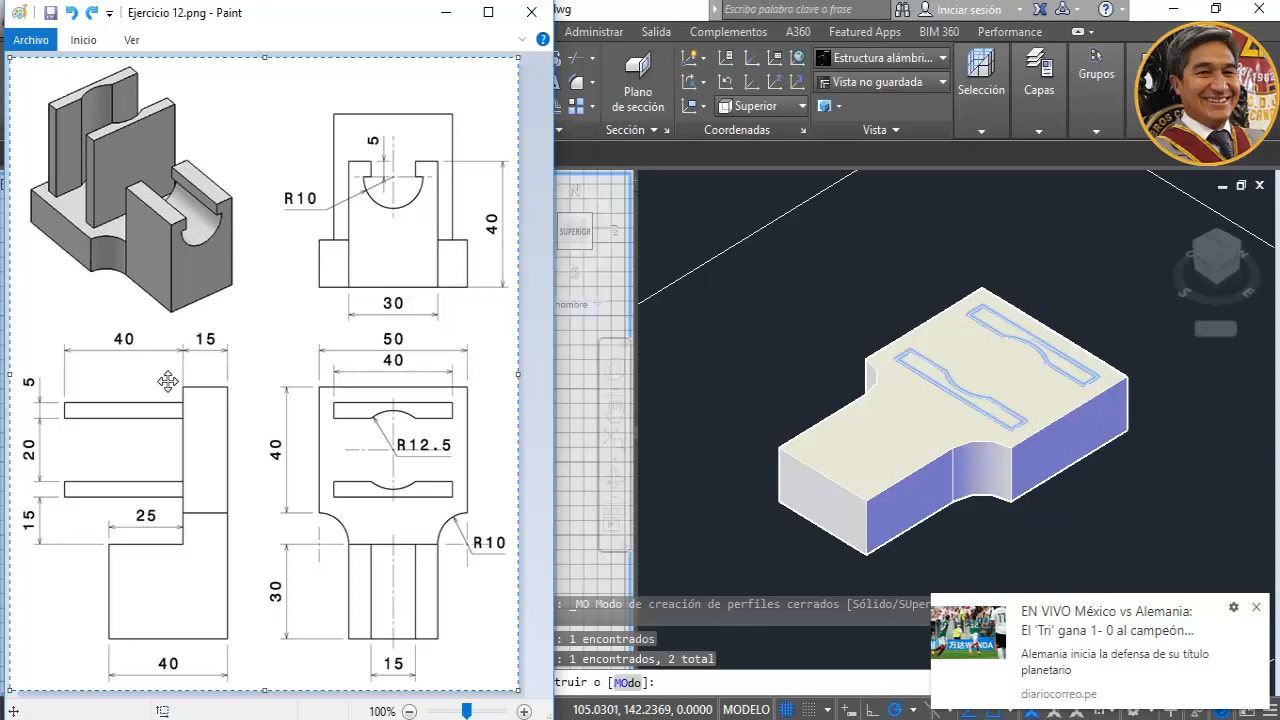 Ejercicio 12.png - Paint
Archivo
Inicio
Ver
5
R10
40
30
40
15
50
40
5
20
15
25
40
R12.5
R10
30
40
15
100%
wg
Escriba palabra clave o frase
Iniciar sesión
Administrar
Salida
Complementos
A360
Featured Apps
BIM 360
Performance
Plano
de sección
Sección
Superior
Coordenadas
Estructura alámbri...
Vista no guardada
Vista
Selección
Capas
Grupos
1962
N
SUPERIOR
S
nombre
S
E
: _MO Modo de creación de perfiles cerrados [Sólido/SUper
: 1 encontrados
: 1 encontrados, 2 total
truir o [MOdo]:
EN VIVO México vs Alemania:
El 'Tri' gana 1- 0 al campeón...
Alemania inicia la defensa de su título
planetario
diariocorreo.pe
105.0301, 142.2369, 0.0000
MODELO